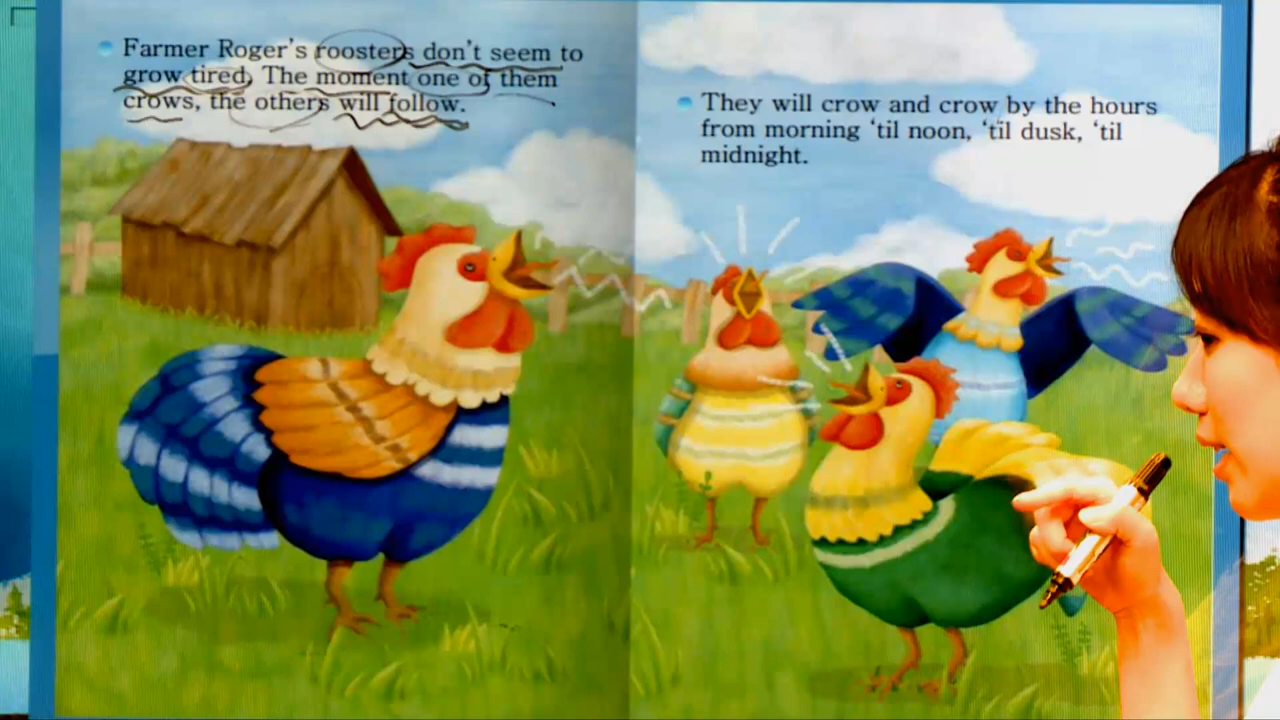 Farmer Roger's roosters don't seem to
grow tired. The moment one of them
crows, the others will follow.
They will crow and crow by the hours
from morning 'til noon, 'til dusk, 'til
midnight.